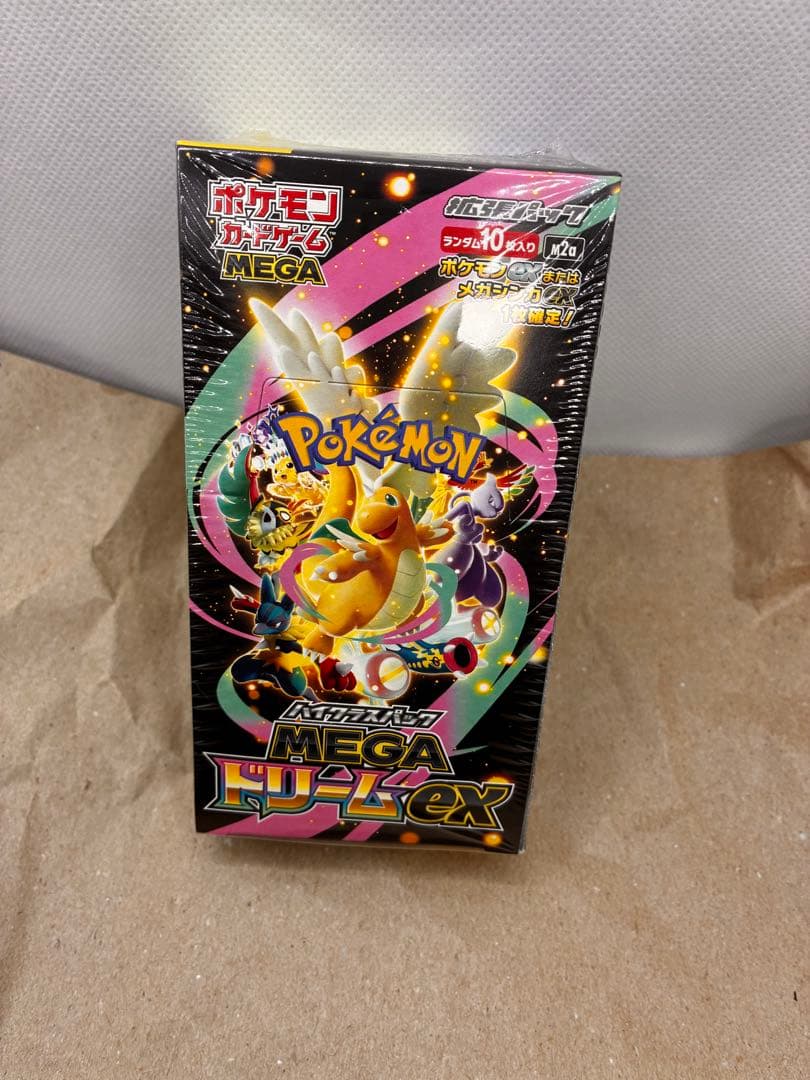 ポケモン
カードゲーム
MEGA
拡張パック
ランダム10枚入り
M2a
ポケモンexまたは
メガシンカex
1枚確定!
POKéMON
ハイクラスパック
MEGA
ドリームex